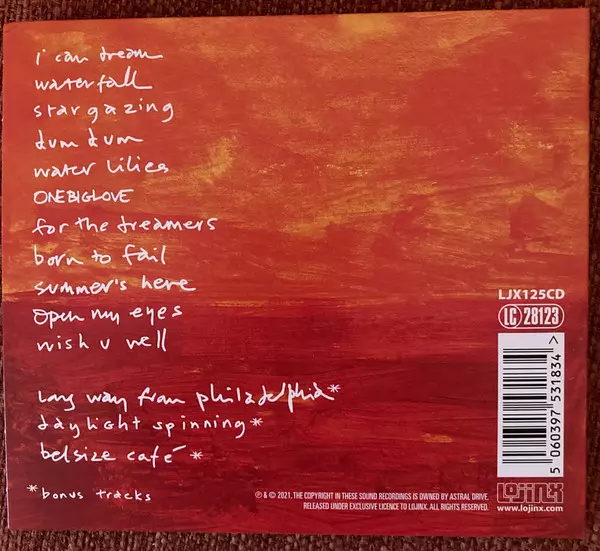 i can dream
waterfall
stargazing
dum dum
water lilies
ONEBIGLOVE
for the dreamers
born to fail
summer's here
open my eyes
wish u well
long way from philadelphia*
daylight spinning*
belsize café *
*bonus tracks
LJX125CD
LC 28123
5 060397 531834 >
℗ & © 2021. THE COPYRIGHT IN THESE SOUND RECORDINGS IS OWNED BY ASTRAL DRIVE.
RELEASED UNDER EXCLUSIVE LICENCE TO LOJINX. ALL RIGHTS RESERVED.
LOJINX
www.lojinx.com